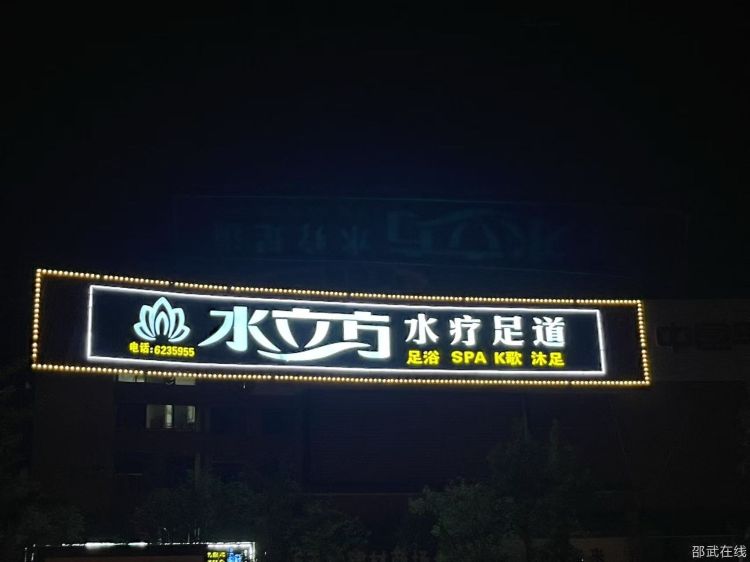 水立方 水疗足道
电话:6235955
足浴 SPA K歌 沐足
邵武在线